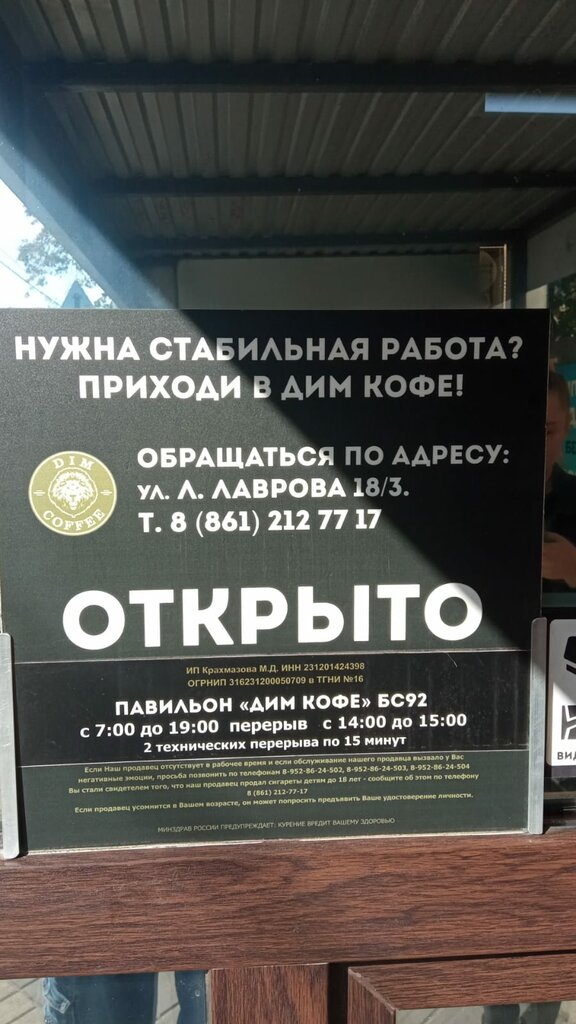 НУЖНА СТАБИЛЬНАЯ РАБОТА?
ПРИХОДИ В ДИМ КОФЕ!
DIM
COFFEE
ОБРАЩАТЬСЯ ПО АДРЕСУ:
УЛ. Л. ЛАВРОВА 18/3.
Т. 8 (861) 212 77 17
ОТКРЫТО
ИП Крахмазова М.Д. ИНН 231201424398
ОГРНИП 316231200050709 в ТГНИ №16
ПАВИЛЬОН «ДИМ КОФЕ» БС92
с 7:00 до 19:00 перерыв с 14:00 до 15:00
2 технических перерыва по 15 минут
Если Наш продавец отсутствует в рабочее время и если обслуживание нашего продавца вызвало у Вас
негативные эмоции, просьба позвонить по телефонам 8-952-86-24-502, 8-952-86-24-503, 8-952-86-24-504
Вы стали свидетелем того, что наш продавец продал сигареты детям до 18 лет - сообщите об этом по телефону
8 (861) 212-77-17
Если продавец усомнится в Вашем возрасте, он может попросить предъявить Ваше удостоверение личности.
МИНЗДРАВ РОССИИ ПРЕДУПРЕЖДАЕТ: КУРЕНИЕ ВРЕДИТ ВАШЕМУ ЗДОРОВЬЮ
ВИД